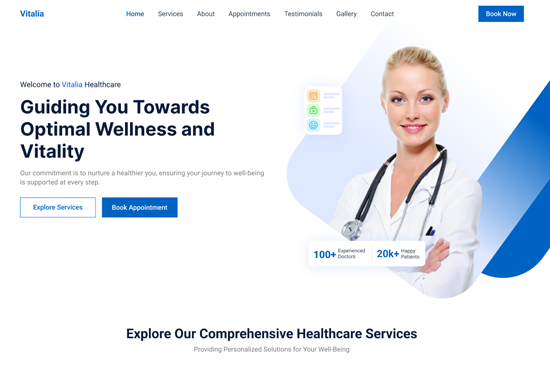 Vitalia
Home Services About Appointments Testimonials Gallery Contact
Book Now
Welcome to Vitalia Healthcare
Guiding You Towards
Optimal Wellness and
Vitality
Our commitment is to nurture a healthier you, ensuring your journey to well-being
is supported at every step.
Explore Services
Book Appointment
100+ Experienced
Doctors
20k+ Happy
Patients
Explore Our Comprehensive Healthcare Services
Providing Personalized Solutions for Your Well-Being